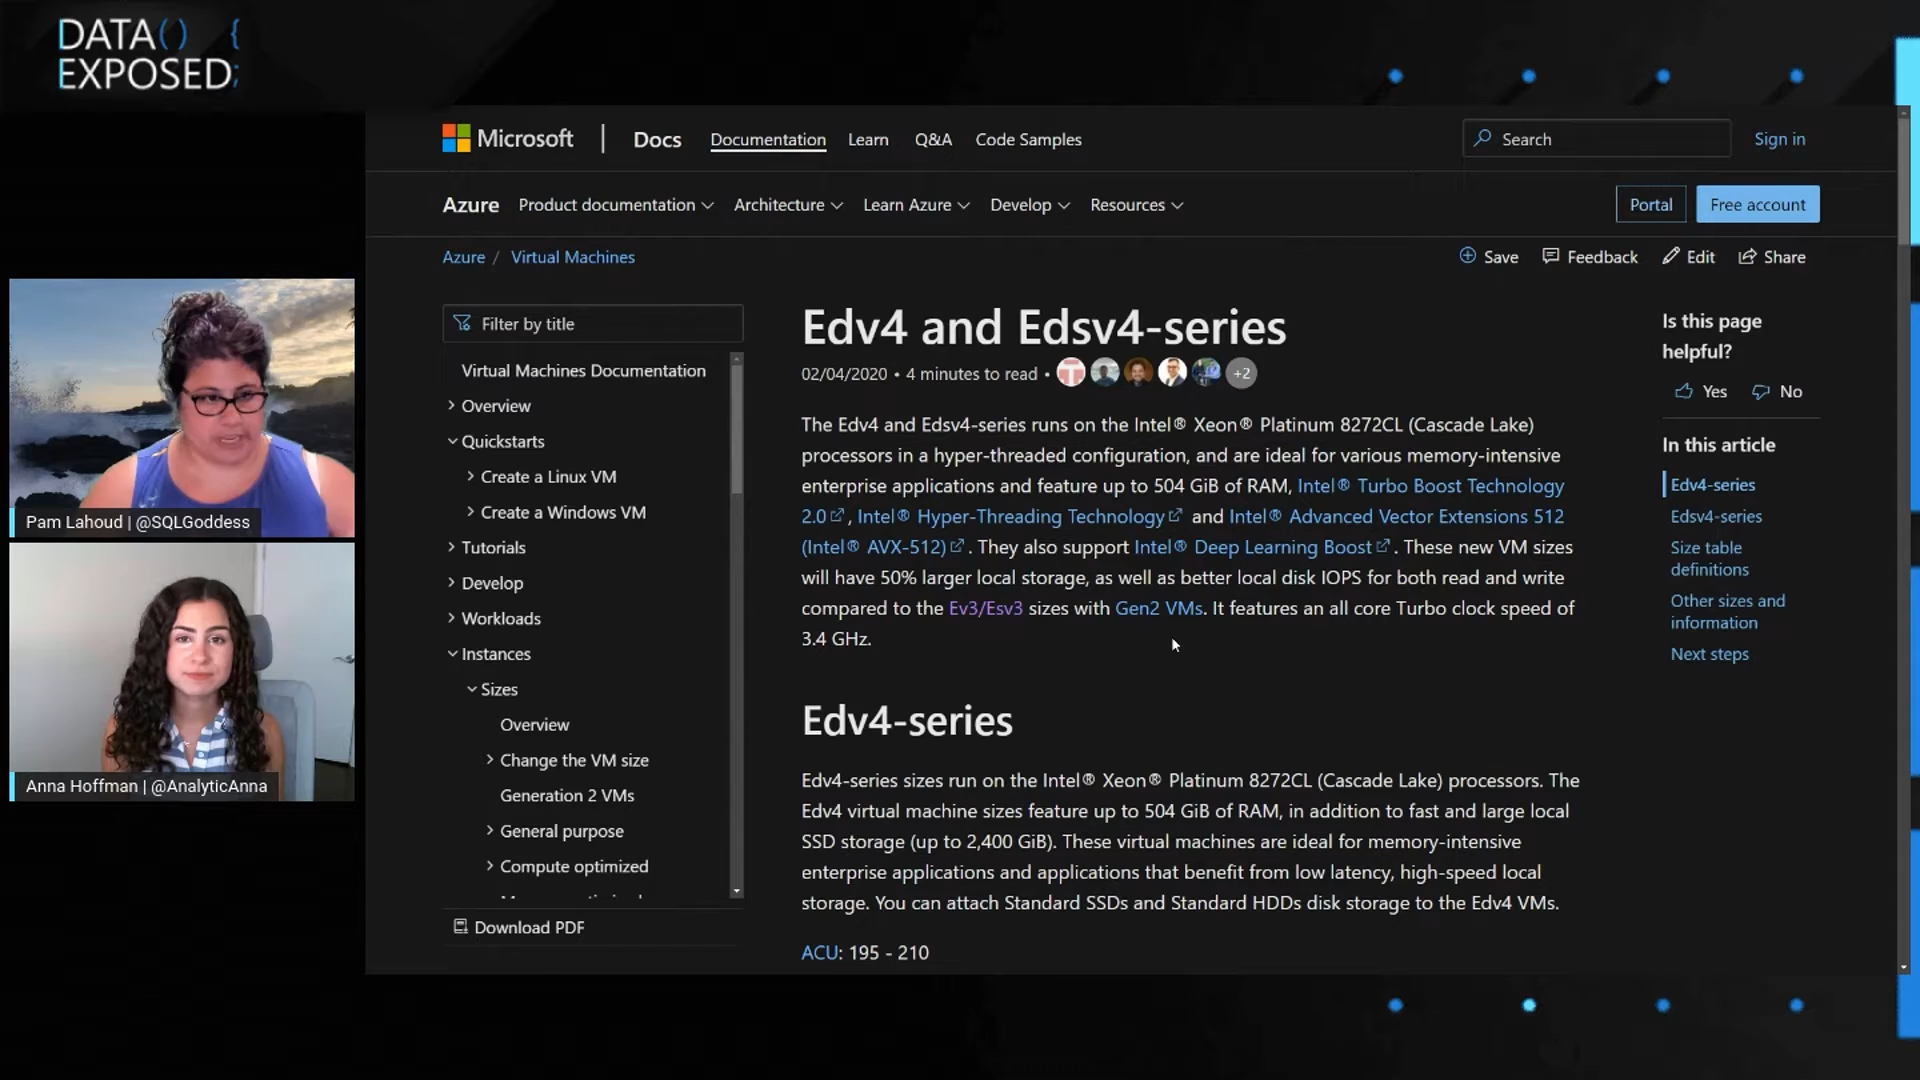 DATA() {
EXPOSED;
Microsoft
Docs Documentation Learn Q&A Code Samples
Search
Sign in
Azure Product documentation Architecture Learn Azure Develop Resources
Portal
Free account
Azure / Virtual Machines
Save Feedback Edit Share
Pam Lahoud | @SQLGoddess
Anna Hoffman | @AnalyticAnna
Filter by title
Virtual Machines Documentation
Overview
Quickstarts
Create a Linux VM
Create a Windows VM
Tutorials
Develop
Workloads
Instances
Sizes
Overview
Change the VM size
Generation 2 VMs
General purpose
Compute optimized
Download PDF
Edv4 and Edsv4-series
02/04/2020 • 4 minutes to read • +2
The Edv4 and Edsv4-series runs on the Intel® Xeon® Platinum 8272CL (Cascade Lake)
processors in a hyper-threaded configuration, and are ideal for various memory-intensive
enterprise applications and feature up to 504 GiB of RAM, Intel® Turbo Boost Technology
2.0, Intel® Hyper-Threading Technology and Intel® Advanced Vector Extensions 512
(Intel® AVX-512). They also support Intel® Deep Learning Boost. These new VM sizes
will have 50% larger local storage, as well as better local disk IOPS for both read and write
compared to the Ev3/Esv3 sizes with Gen2 VMs. It features an all core Turbo clock speed of
3.4 GHz.
Edv4-series
Edv4-series sizes run on the Intel® Xeon® Platinum 8272CL (Cascade Lake) processors. The
Edv4 virtual machine sizes feature up to 504 GiB of RAM, in addition to fast and large local
SSD storage (up to 2,400 GiB). These virtual machines are ideal for memory-intensive
enterprise applications and applications that benefit from low latency, high-speed local
storage. You can attach Standard SSDs and Standard HDDs disk storage to the Edv4 VMs.
ACU: 195 - 210
Is this page
helpful?
Yes No
In this article
Edv4-series
Edsv4-series
Size table
definitions
Other sizes and
information
Next steps